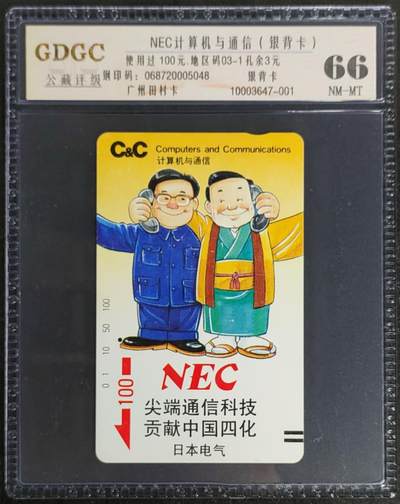 GDGC
公藏评级
NEC计算机与通信（银背卡）
使用过 100元.地区码03-1孔余3元
钢印码：068720005048 银背卡
广州田村卡 10003647-001
66
NM-MT
C&C Computers and Communications
计算机与通信
0 1 10 50 100
100
NEC
尖端通信科技
贡献中国四化
日本电气